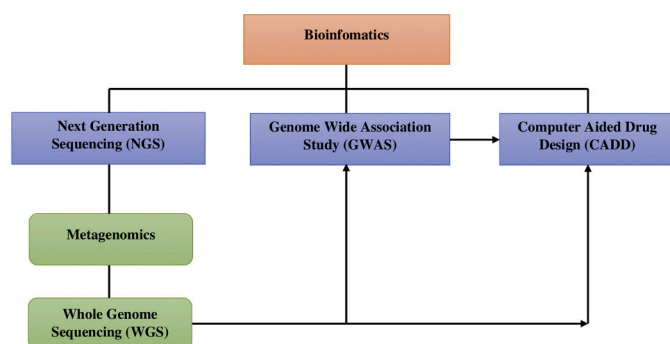 Bioinfomatics
Next Generation
Sequencing (NGS)
Genome Wide Association
Study (GWAS)
Computer Aided Drug
Design (CADD)
Metagenomics
Whole Genome
Sequencing (WGS)